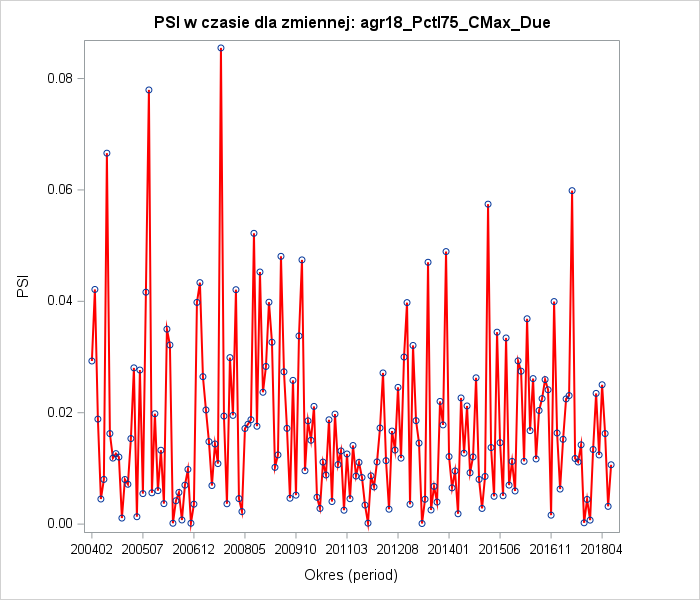 PSI w czasie dla zmiennej: agr18_Pctl75_CMax_Due
0.08
0.06
0.04
0.02
0.00
PSI
200402 200507 200612 200805 200910 201103 201208 201401 201506 201611 201804
Okres (period)